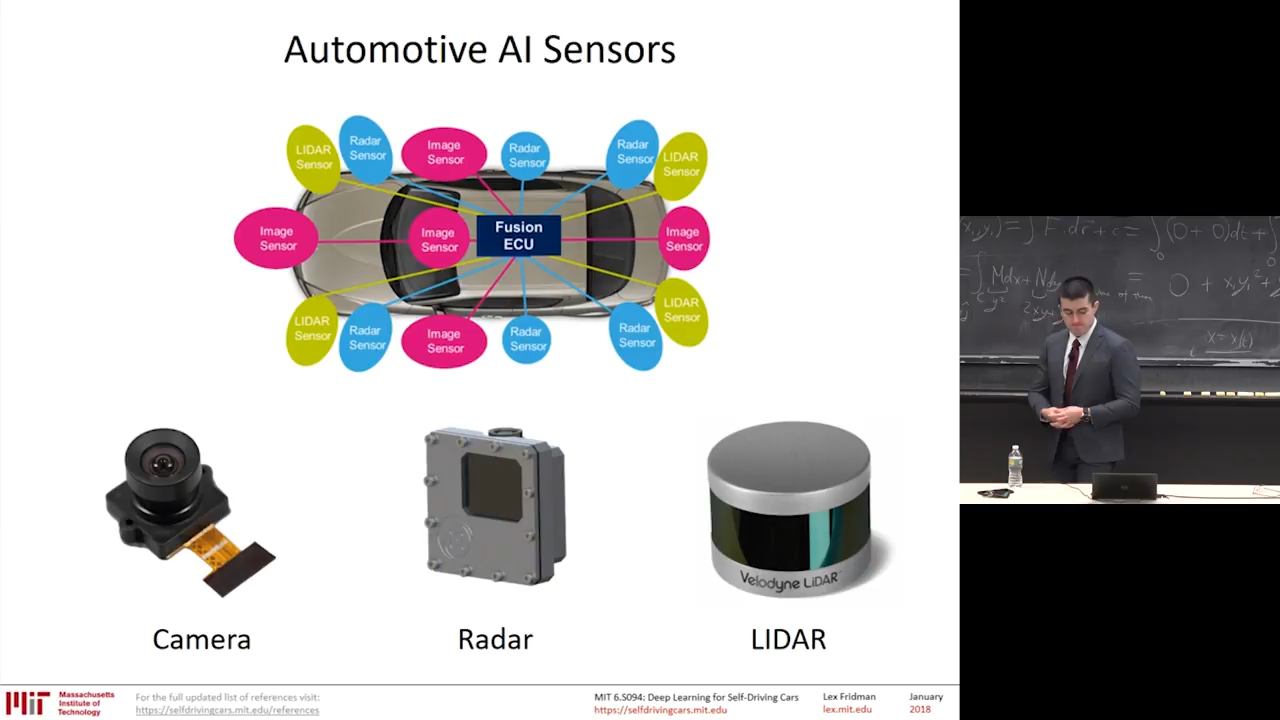 Automotive AI Sensors
LIDAR
Sensor
Radar
Sensor
Image
Sensor
Radar
Sensor
Radar
Sensor
LIDAR
Sensor
Image
Sensor
Image
Sensor
Fusion
ECU
Image
Sensor
LIDAR
Sensor
Radar
Sensor
Image
Sensor
Radar
Sensor
Radar
Sensor
LIDAR
Sensor
Velodyne LiDAR
Camera
Radar
LIDAR
MIT
Massachusetts
Institute of
Technology
For the full updated list of references visit:
https://selfdrivingcars.mit.edu/references
MIT 6.S094: Deep Learning for Self-Driving Cars
https://selfdrivingcars.mit.edu
Lex Fridman
lex.mit.edu
January
2018